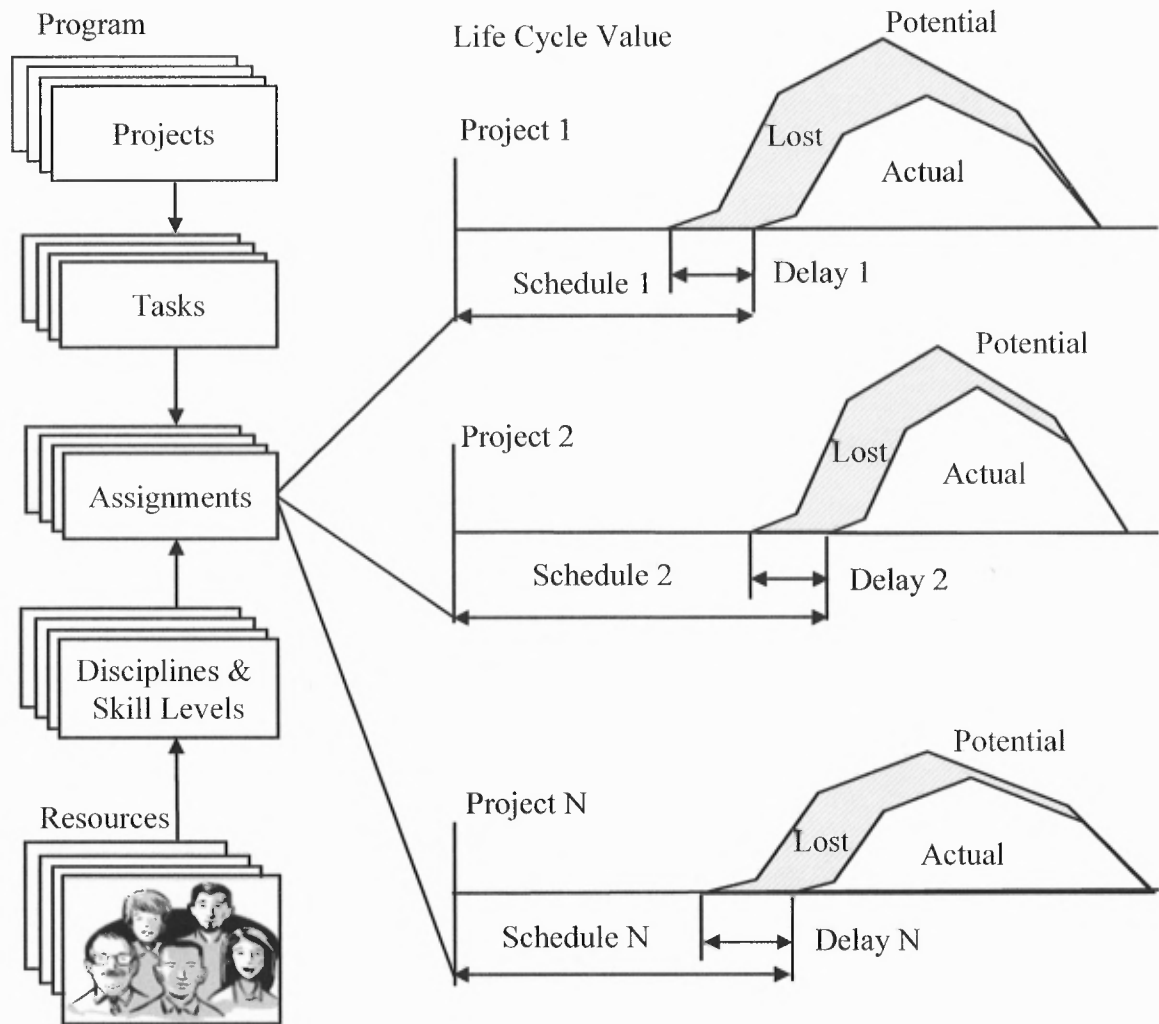 Program
Projects
Tasks
Assignments
Disciplines &
Skill Levels
Resources
Life Cycle Value
Potential
Project 1
Lost
Actual
Schedule 1
Delay 1
Potential
Project 2
Lost
Actual
Schedule 2
Delay 2
Potential
Project N
Lost
Actual
Schedule N
Delay N